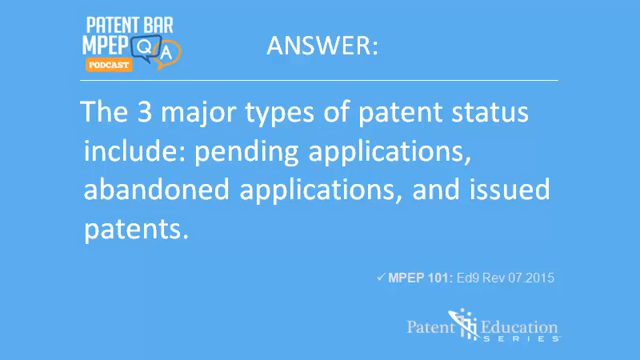 PATENT BAR
MPEP Q A
PODCAST
ANSWER:
The 3 major types of patent status
include: pending applications,
abandoned applications, and issued
patents.
✓MPEP 101: Ed9 Rev 07.2015
Patent Education
SERIES